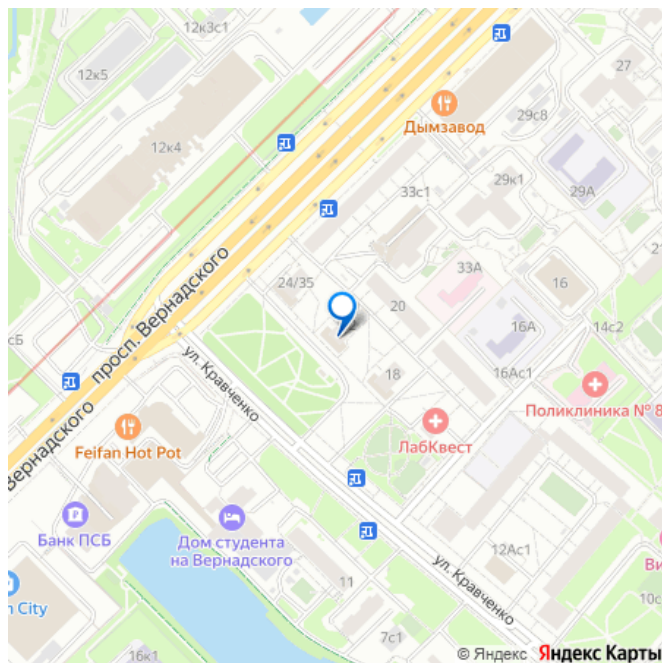 12к3с1
12к5
27
Дымзавод
29с8
12к4
29к1
33с1
29А
просп. Вернадского
24/35
33А
16
20
16А
14с2
16Ас1
ул. Кравченко
18
Поликлиника № 8
ЛабКвест
Вернадского
Feifan Hot Pot
Банк ПСБ
Дом студента
на Вернадского
12Ас1
ул. Кравченко
11
Ви
n City
10с
7с1
16к1
© Яндекс Яндекс Карты